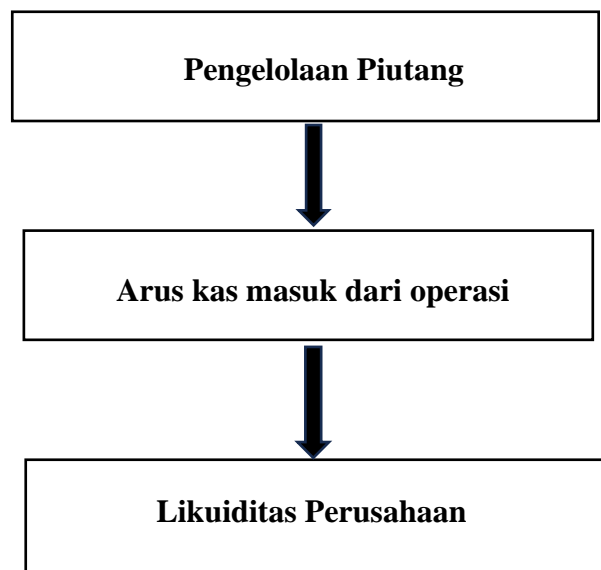 Pengelolaan Piutang
Arus kas masuk dari operasi
Likuiditas Perusahaan